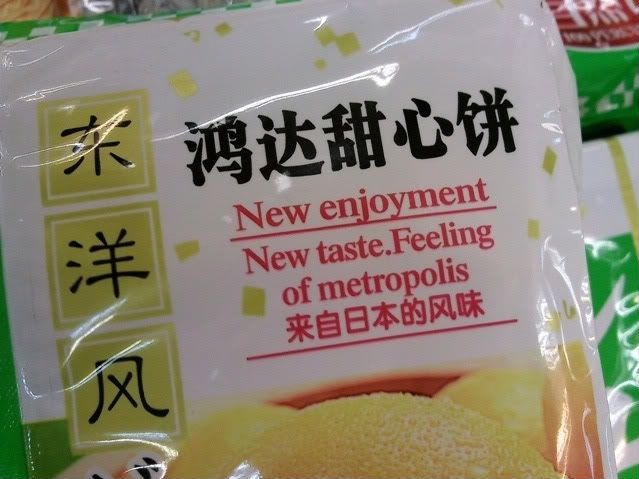 东洋风
鸿达甜心饼
New enjoyment
New taste.Feeling
of metropolis
来自日本的风味